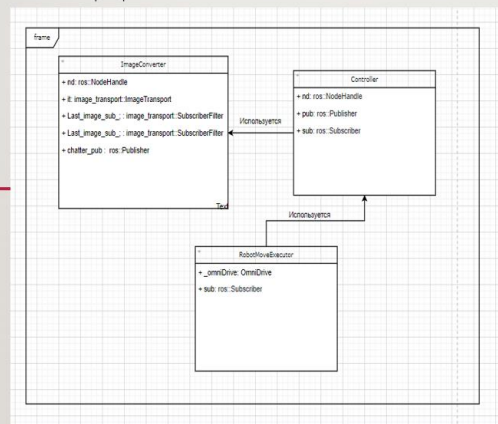 frame
ImageConverter
+ nd: ros::NodeHandle
+ it: image_transport::ImageTransport
+ Last_image_sub_; : image_transport::SubscriberFilter
+ Last_image_sub_; : image_transport::SubscriberFilter
+ chatter_pub : ros::Publisher
Text
Используется
Controller
+ nd: ros::NodeHandle
+ pub: ros::Publisher
+ sub: ros::Subscriber
Используется
RobotMoveExecutor
+ _omniDrive: OmniDrive
+ sub: ros::Subscriber